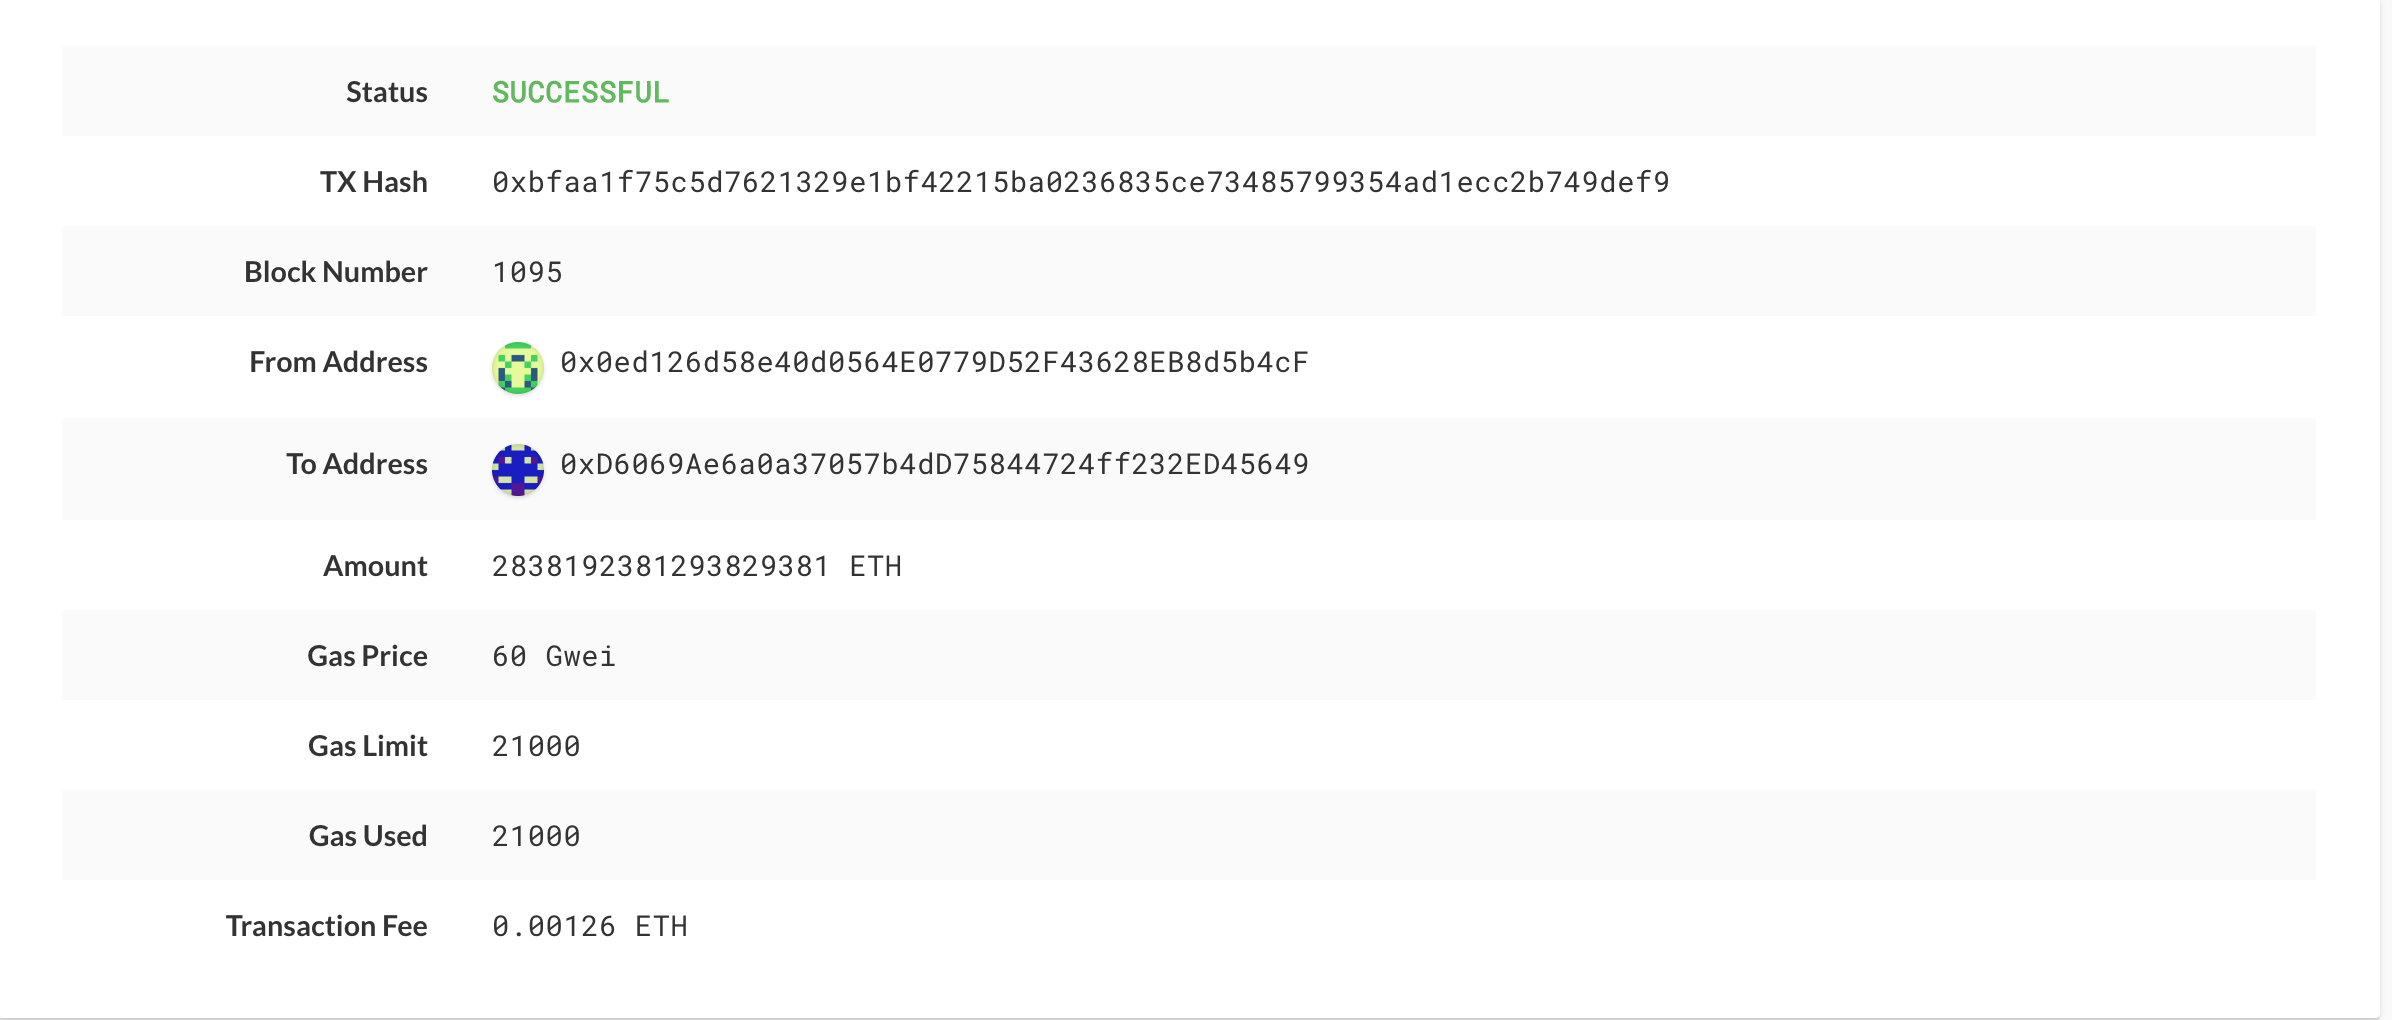 Status SUCCESSFUL
TX Hash 0xbfaa1f75c5d7621329e1bf42215ba0236835ce73485799354ad1ecc2b749def9
Block Number 1095
From Address 0x0ed126d58e40d0564E0779D52F43628EB8d5b4cF
To Address 0xD6069Ae6a0a37057b4dD75844724ff232ED45649
Amount 2838192381293829381 ETH
Gas Price 60 Gwei
Gas Limit 21000
Gas Used 21000
Transaction Fee 0.00126 ETH